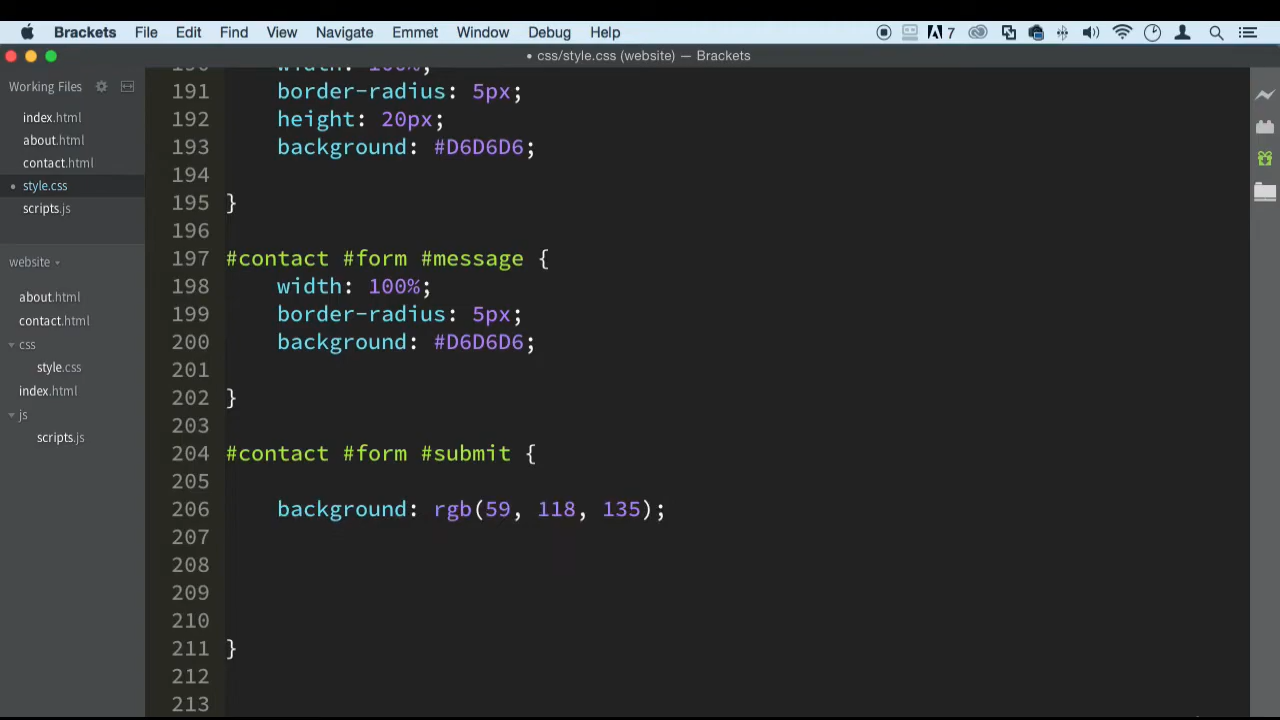 Brackets File Edit Find View Navigate Emmet Window Debug Help 7
• css/style.css (website) — Brackets
Working Files
index.html
about.html
contact.html
• style.css
scripts.js
website
about.html
contact.html
css
style.css
index.html
js
scripts.js
190 width: 100%;
191 border-radius: 5px;
192 height: 20px;
193 background: #D6D6D6;
194
195 }
196
197 #contact #form #message {
198 width: 100%;
199 border-radius: 5px;
200 background: #D6D6D6;
201
202 }
203
204 #contact #form #submit {
205
206 background: rgb(59, 118, 135);
207
208
209
210
211 }
212
213